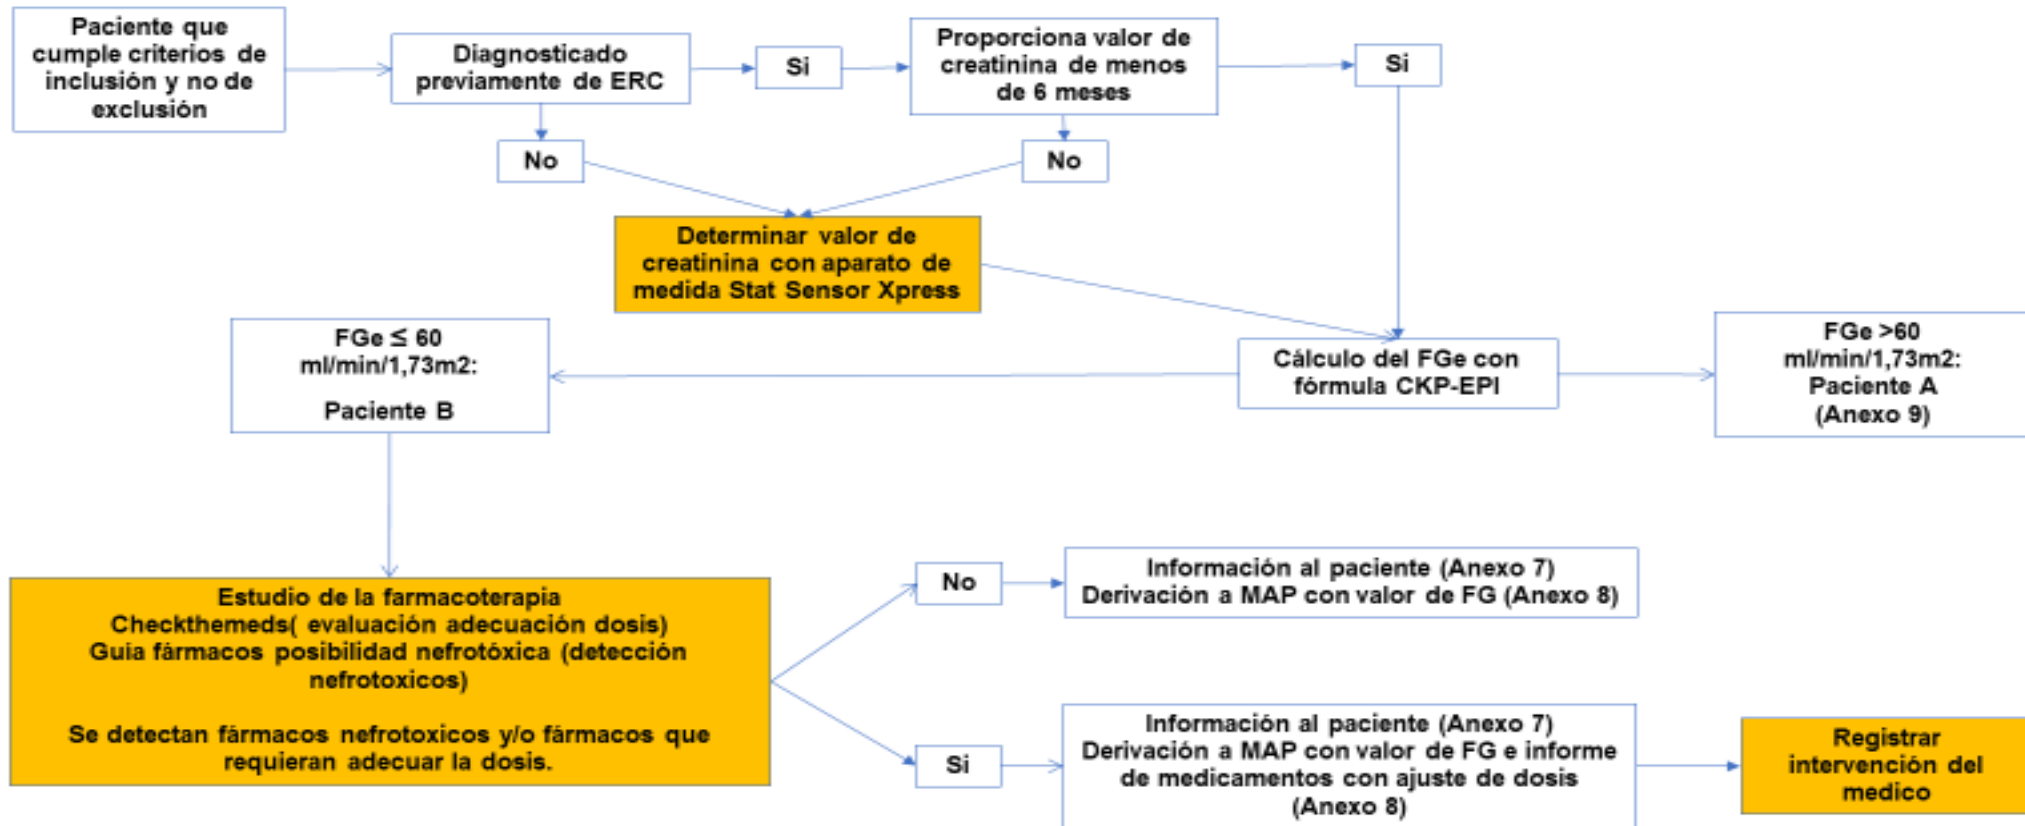 Paciente que
cumple criterios de
inclusión y no de
exclusión
Diagnosticado
previamente de ERC
Si
Proporciona valor de
creatinina de menos
de 6 meses
Si
No
No
Determinar valor de
creatinina con aparato de
medida Stat Sensor Xpress
FGe ≤ 60
ml/min/1,73m2:
Paciente B
Cálculo del FGe con
fórmula CKP-EPI
FGe >60
ml/min/1,73m2:
Paciente A
(Anexo 9)
Estudio de la farmacoterapia
Checkthemeds( evaluación adecuación dosis)
Guía fármacos posibilidad nefrotóxica (detección
nefrotoxicos)
Se detectan fármacos nefrotoxicos y/o fármacos que
requieran adecuar la dosis.
No
Información al paciente (Anexo 7)
Derivación a MAP con valor de FG (Anexo 8)
Si
Información al paciente (Anexo 7)
Derivación a MAP con valor de FG e informe
de medicamentos con ajuste de dosis
(Anexo 8)
Registrar
intervención del
medico